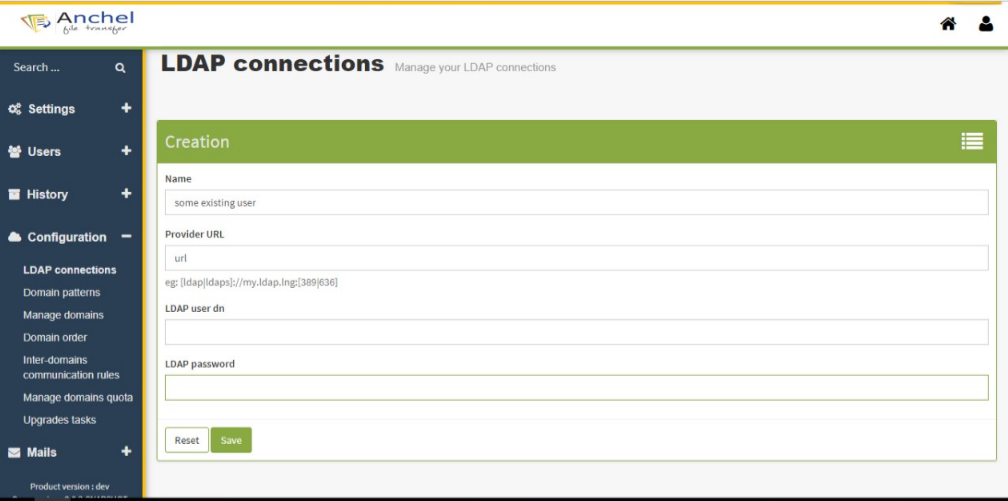 Anchel
file transfer
Search ...
LDAP connections Manage your LDAP connections
Settings
Users
History
Configuration
LDAP connections
Domain patterns
Manage domains
Domain order
Inter-domains
communication rules
Manage domains quota
Upgrades tasks
Mails
Product version : dev
Creation
Name
some existing user
Provider URL
url
eg: [ldap|ldaps]://my.ldap.lng:[389|636]
LDAP user dn
LDAP password
Reset
Save